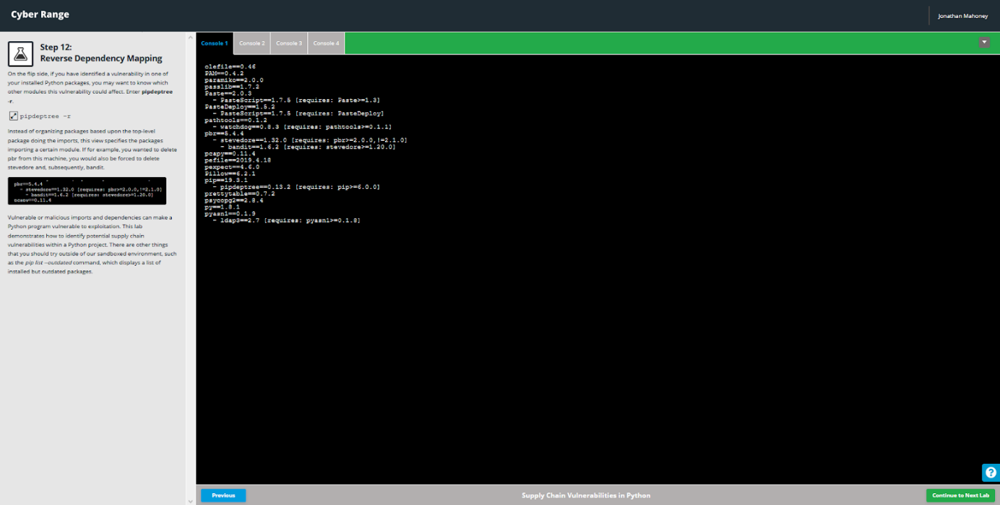 Cyber Range
Jonathan Mahoney
Step 12:
Reverse Dependency Mapping
On the flip side, if you have identified a vulnerability in one of
your installed Python packages, you may want to know which
other modules this vulnerability could affect. Enter pipdeptree
-r.
pipdeptree -r
Instead of organizing packages based upon the top-level
package doing the imports, this view specifies the packages
importing a certain module. If for example, you wanted to delete
pbr from this machine, you would also be forced to delete
stevedore and, subsequently, bandit.
pbr==5.4.4
- stevedore==1.32.0 [requires: pbr>=2.0.0,!=2.1.0]
- bandit==1.6.2 [requires: stevedore>=1.20.0]
pcapy==0.11.4
Vulnerable or malicious imports and dependencies can make a
Python program vulnerable to exploitation. This lab
demonstrates how to identify potential supply chain
vulnerabilities within a Python project. There are other things
that you should try outside of our sandboxed environment, such
as the pip list --outdated command, which displays a list of
installed but outdated packages.
Console 1
Console 2
Console 3
Console 4
olefile==0.46
PAM==0.4.2
paramiko==2.0.0
passlib==1.7.2
Paste==2.0.3
- PasteScript==1.7.5 [requires: Paste>=1.3]
PasteDeploy==1.5.2
- PasteScript==1.7.5 [requires: PasteDeploy]
pathtools==0.1.2
- watchdog==0.8.3 [requires: pathtools>=0.1.1]
pbr==5.4.4
- stevedore==1.32.0 [requires: pbr>=2.0.0,!=2.1.0]
- bandit==1.6.2 [requires: stevedore>=1.20.0]
pcapy==0.11.4
pefile==2019.4.18
pexpect==4.6.0
Pillow==6.2.1
pip==19.3.1
- pipdeptree==0.13.2 [requires: pip>=6.0.0]
prettytable==0.7.2
psycopg2==2.8.4
py==1.8.1
pyasn1==0.1.9
- ldap3==2.7 [requires: pyasn1>=0.1.8]
?
Previous
Supply Chain Vulnerabilities in Python
Continue to Next Lab